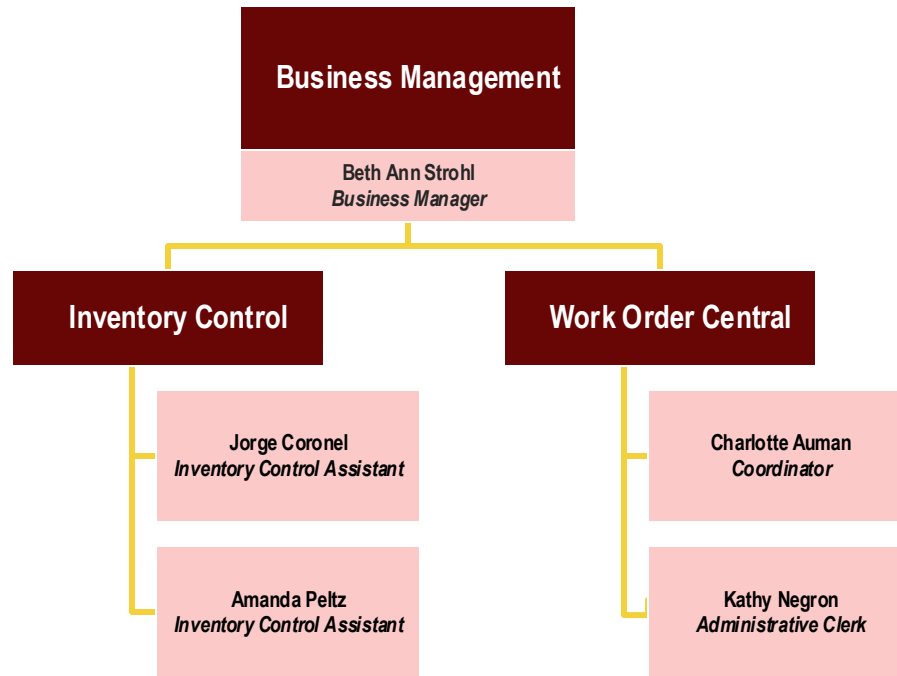 Business Management
Beth Ann Strohl
Business Manager
Inventory Control
Jorge Coronel
Inventory Control Assistant
Amanda Peltz
Inventory Control Assistant
Work Order Central
Charlotte Auman
Coordinator
Kathy Negron
Administrative Clerk